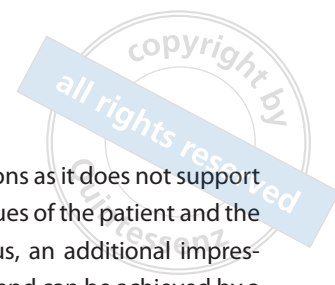 copyright by
all rights reserved
Quintessenz
ons as it does not support
ues of the patient and the
us, an additional impres-
and can be achieved by a